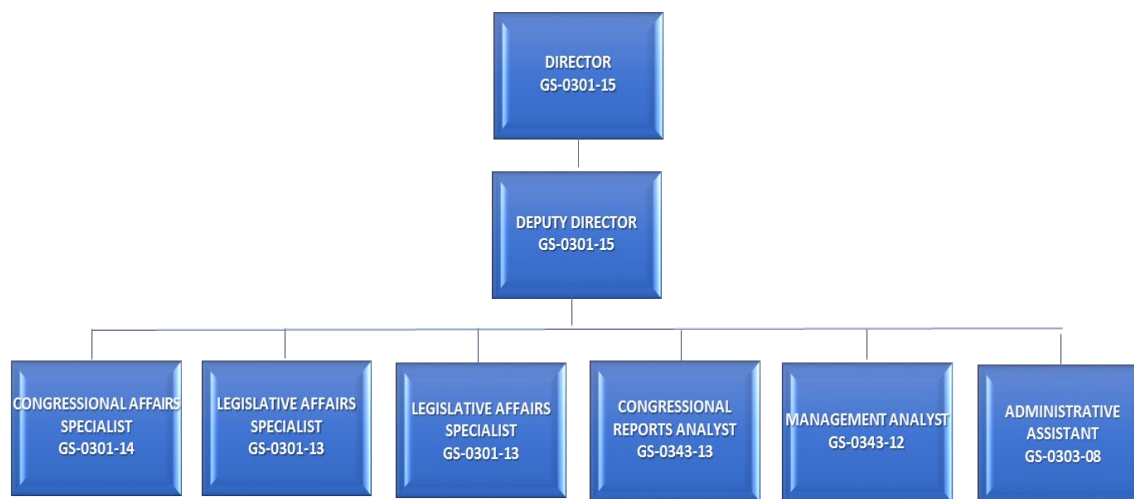 DIRECTOR
GS-0301-15
DEPUTY DIRECTOR
GS-0301-15
CONGRESSIONAL AFFAIRS
SPECIALIST
GS-0301-14
LEGISLATIVE AFFAIRS
SPECIALIST
GS-0301-13
LEGISLATIVE AFFAIRS
SPECIALIST
GS-0301-13
CONGRESSIONAL
REPORTS ANALYST
GS-0343-13
MANAGEMENT ANALYST
GS-0343-12
ADMINISTRATIVE
ASSISTANT
GS-0303-08